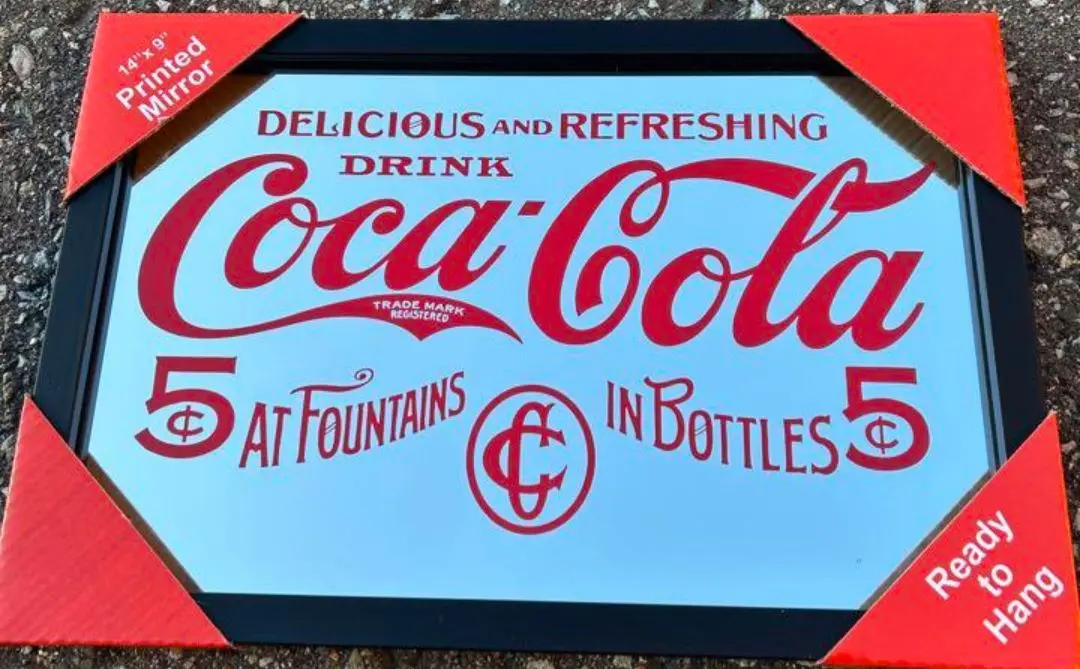 14"x 9"
Printed
Mirror
DELICIOUS AND REFRESHING
DRINK
Coca-Cola
TRADE MARK
REGISTERED
5¢ AT FOUNTAINS
CC
IN BOTTLES 5¢
Ready
to
Hang